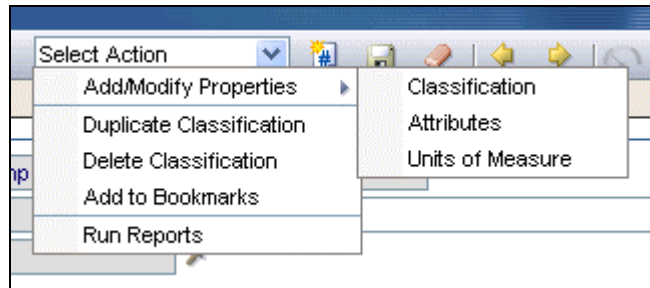 Select Action
Add/Modify Properties
Classification
Duplicate Classification
Attributes
Delete Classification
Units of Measure
Add to Bookmarks
Run Reports